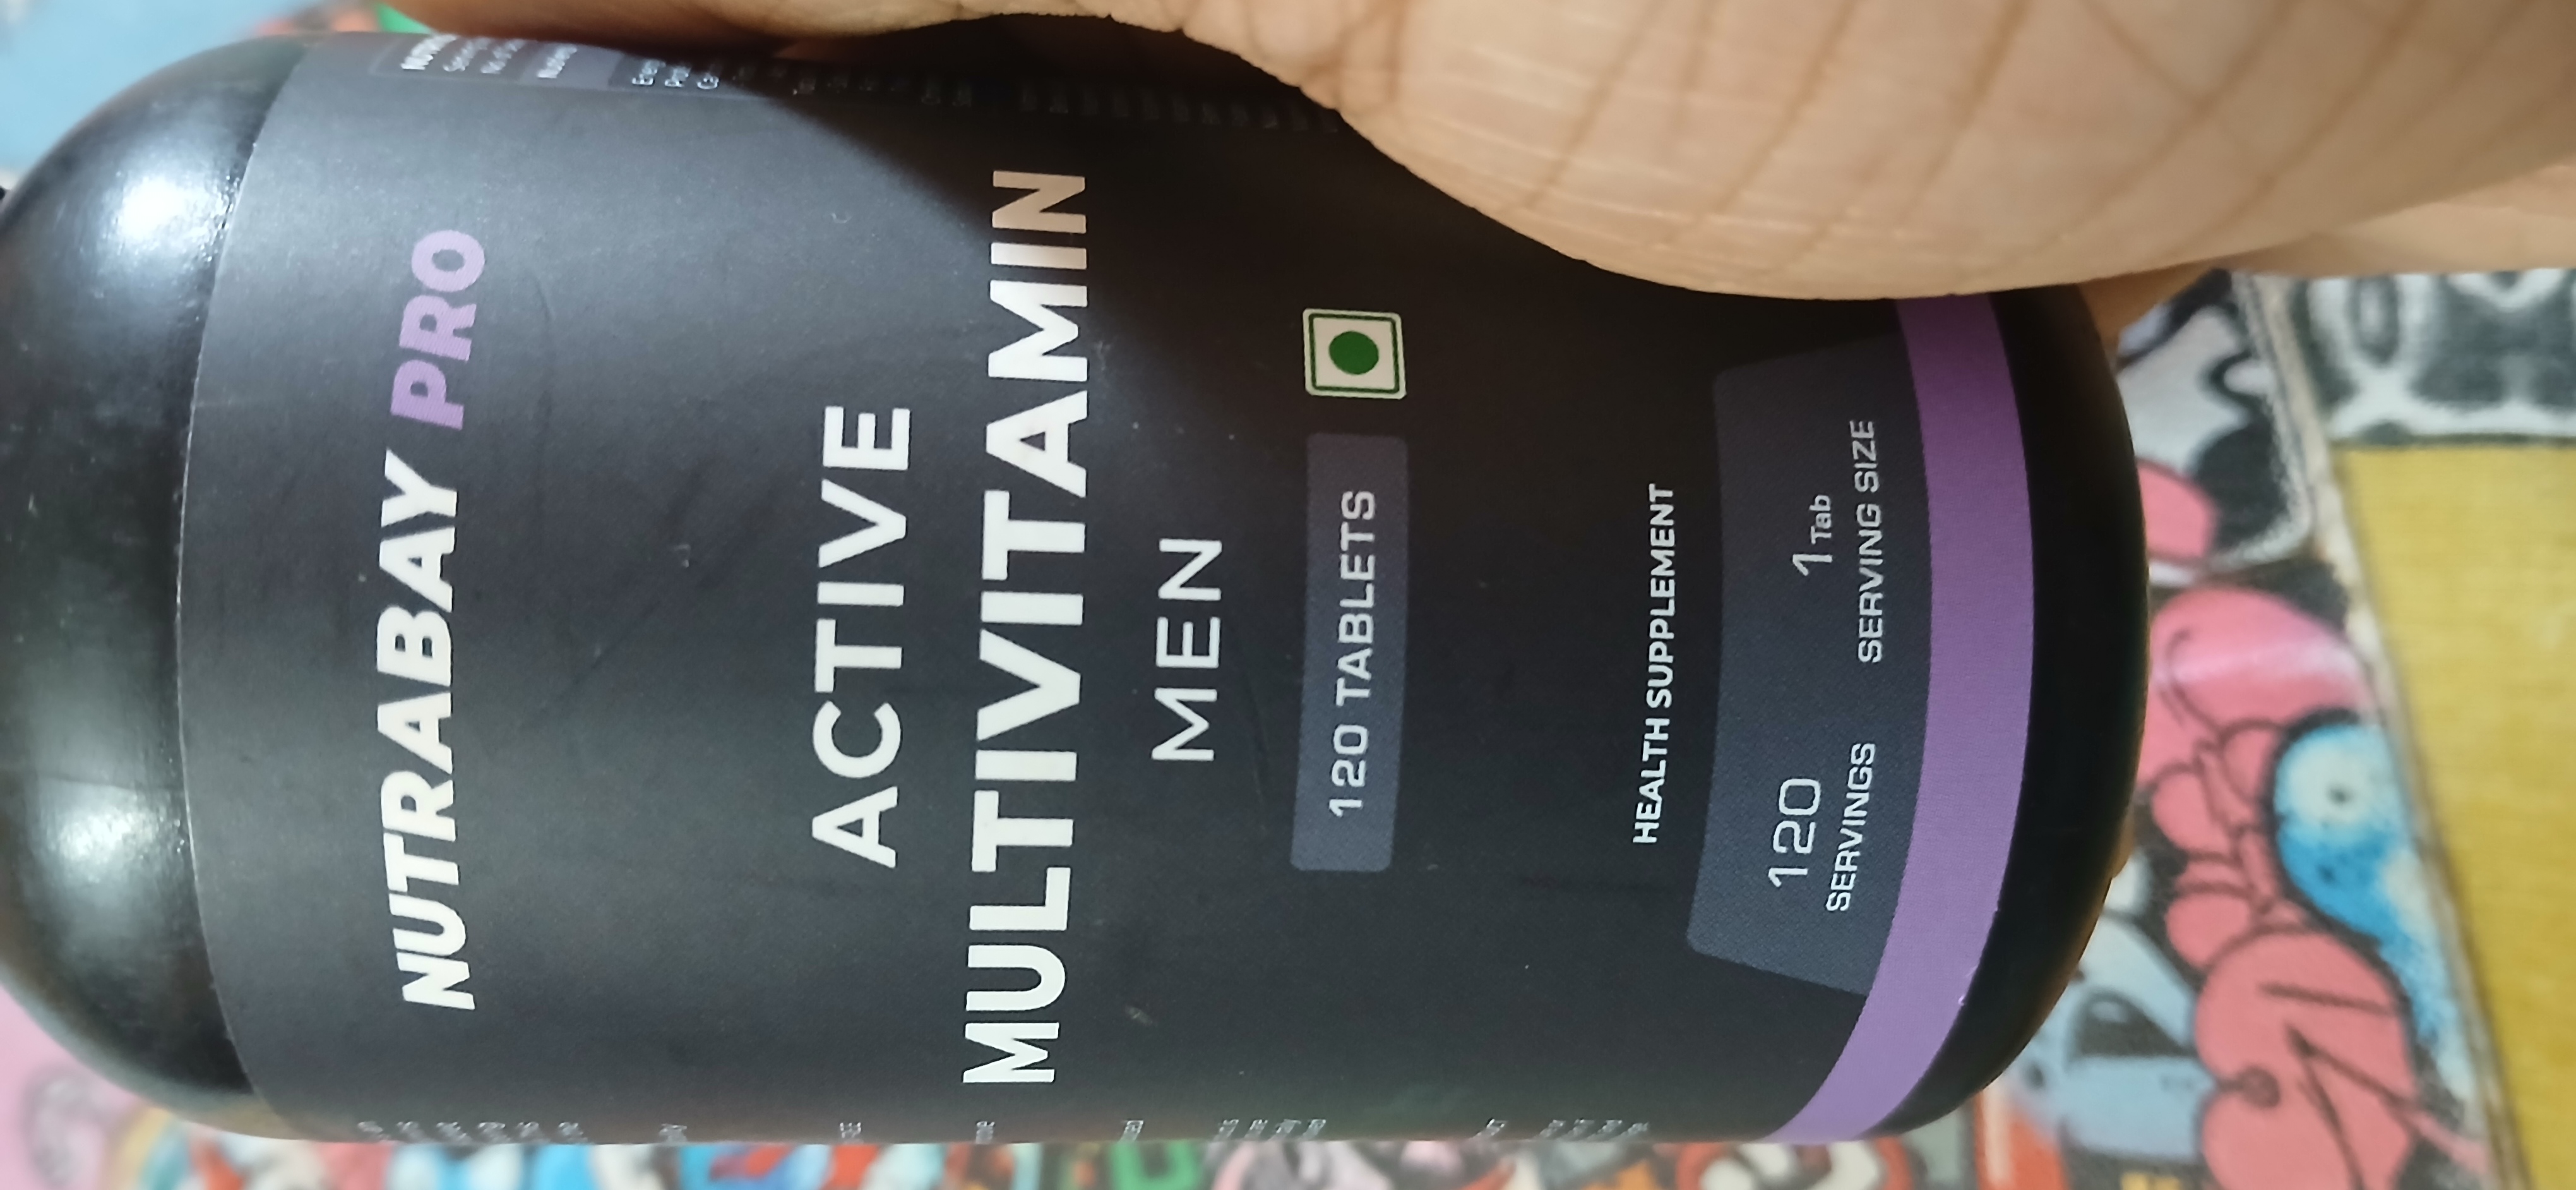 NUTRABAY PRO
ACTIVE
MULTIVITAMIN
MEN
120 TABLETS
HEALTH SUPPLEMENT
120
SERVINGS
1 Tab
SERVING SIZE